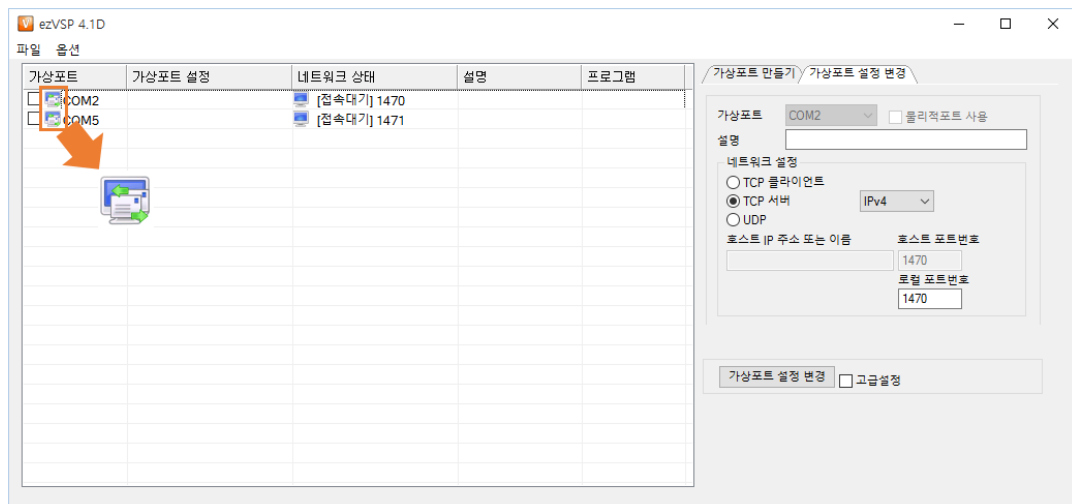 ezVSP 4.1D
파일 옵션
가상포트 가상포트 설정 네트워크 상태 설명 프로그램
COM2 [접속대기] 1470
COM5 [접속대기] 1471
가상포트 만들기 가상포트 설정 변경
가상포트 COM2 물리적포트 사용
설명
네트워크 설정
TCP 클라이언트
TCP 서버 IPv4
UDP
호스트 IP 주소 또는 이름 호스트 포트번호
1470
로컬 포트번호
1470
가상포트 설정 변경 고급설정